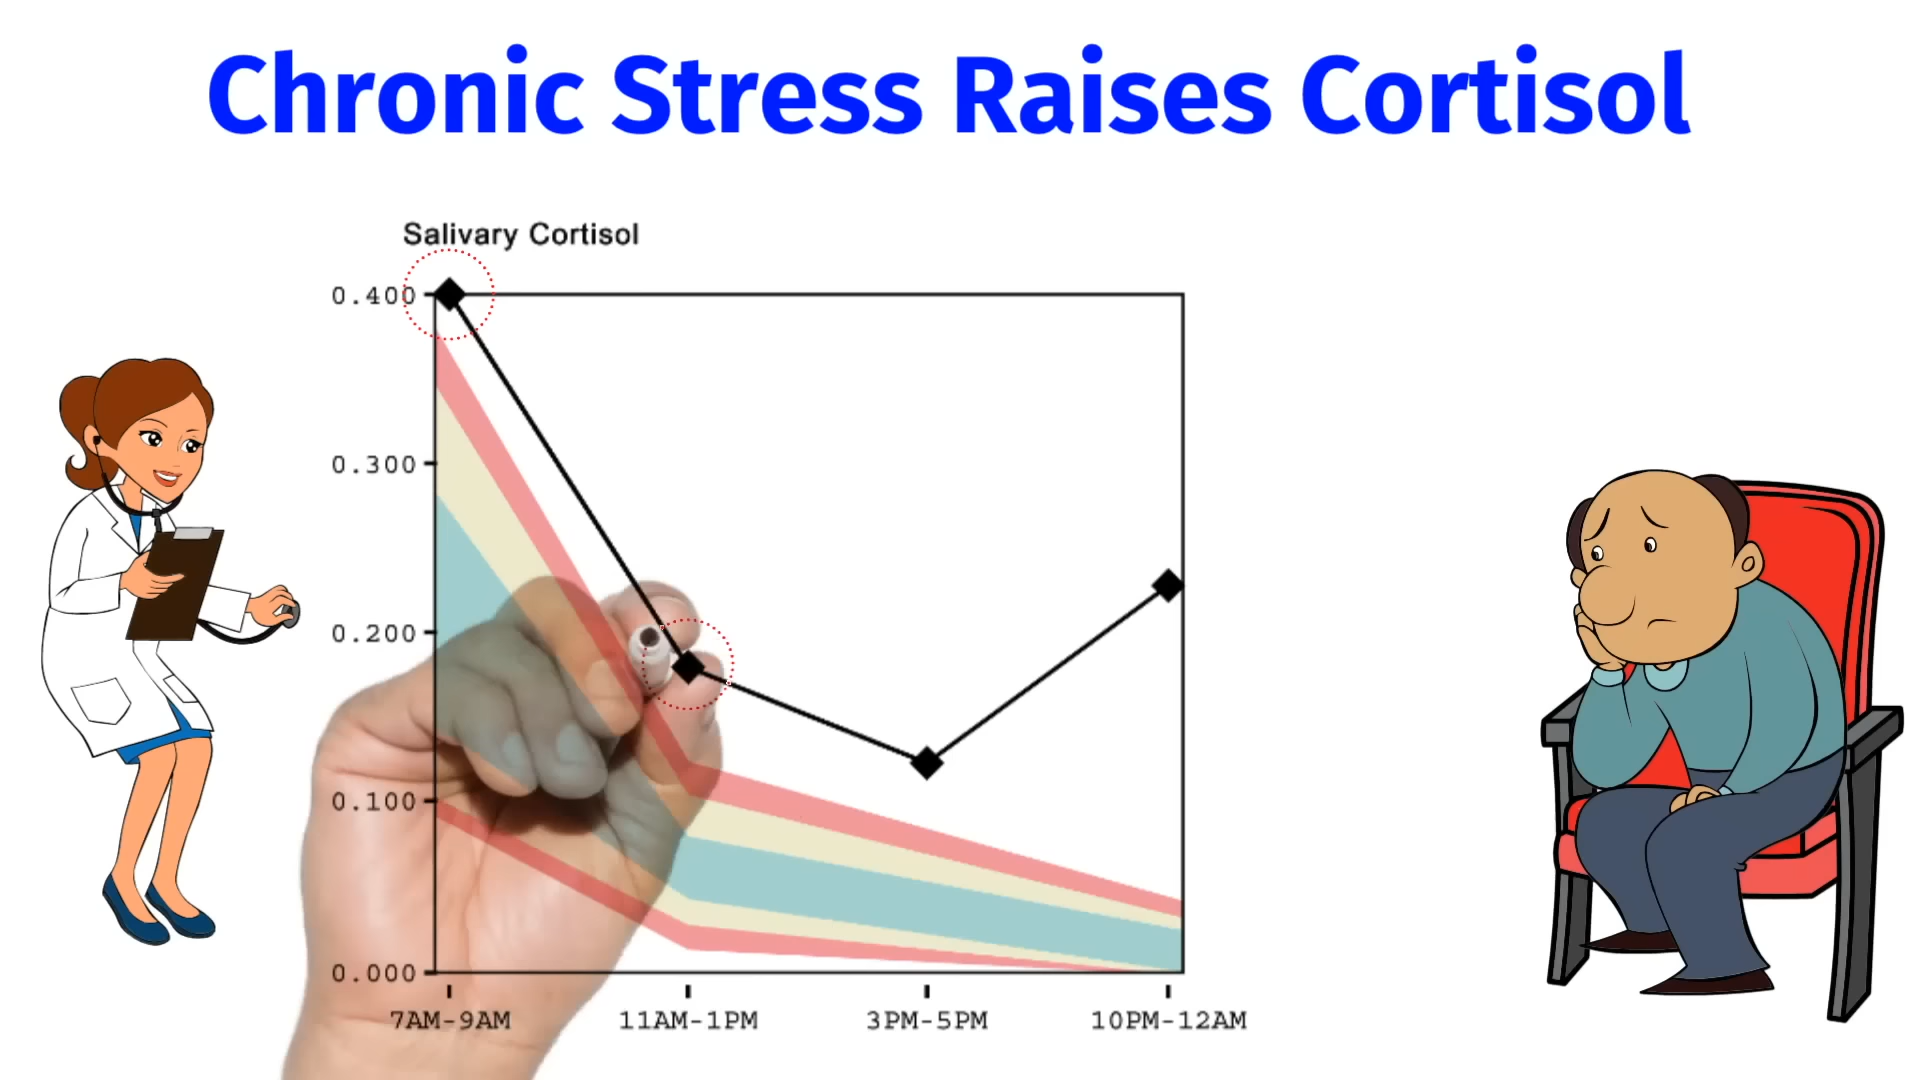 Chronic Stress Raises Cortisol
Salivary Cortisol
0.400
0.300
0.200
0.100
0.000
7AM-9AM 11AM-1PM 3PM-5PM 10PM-12AM